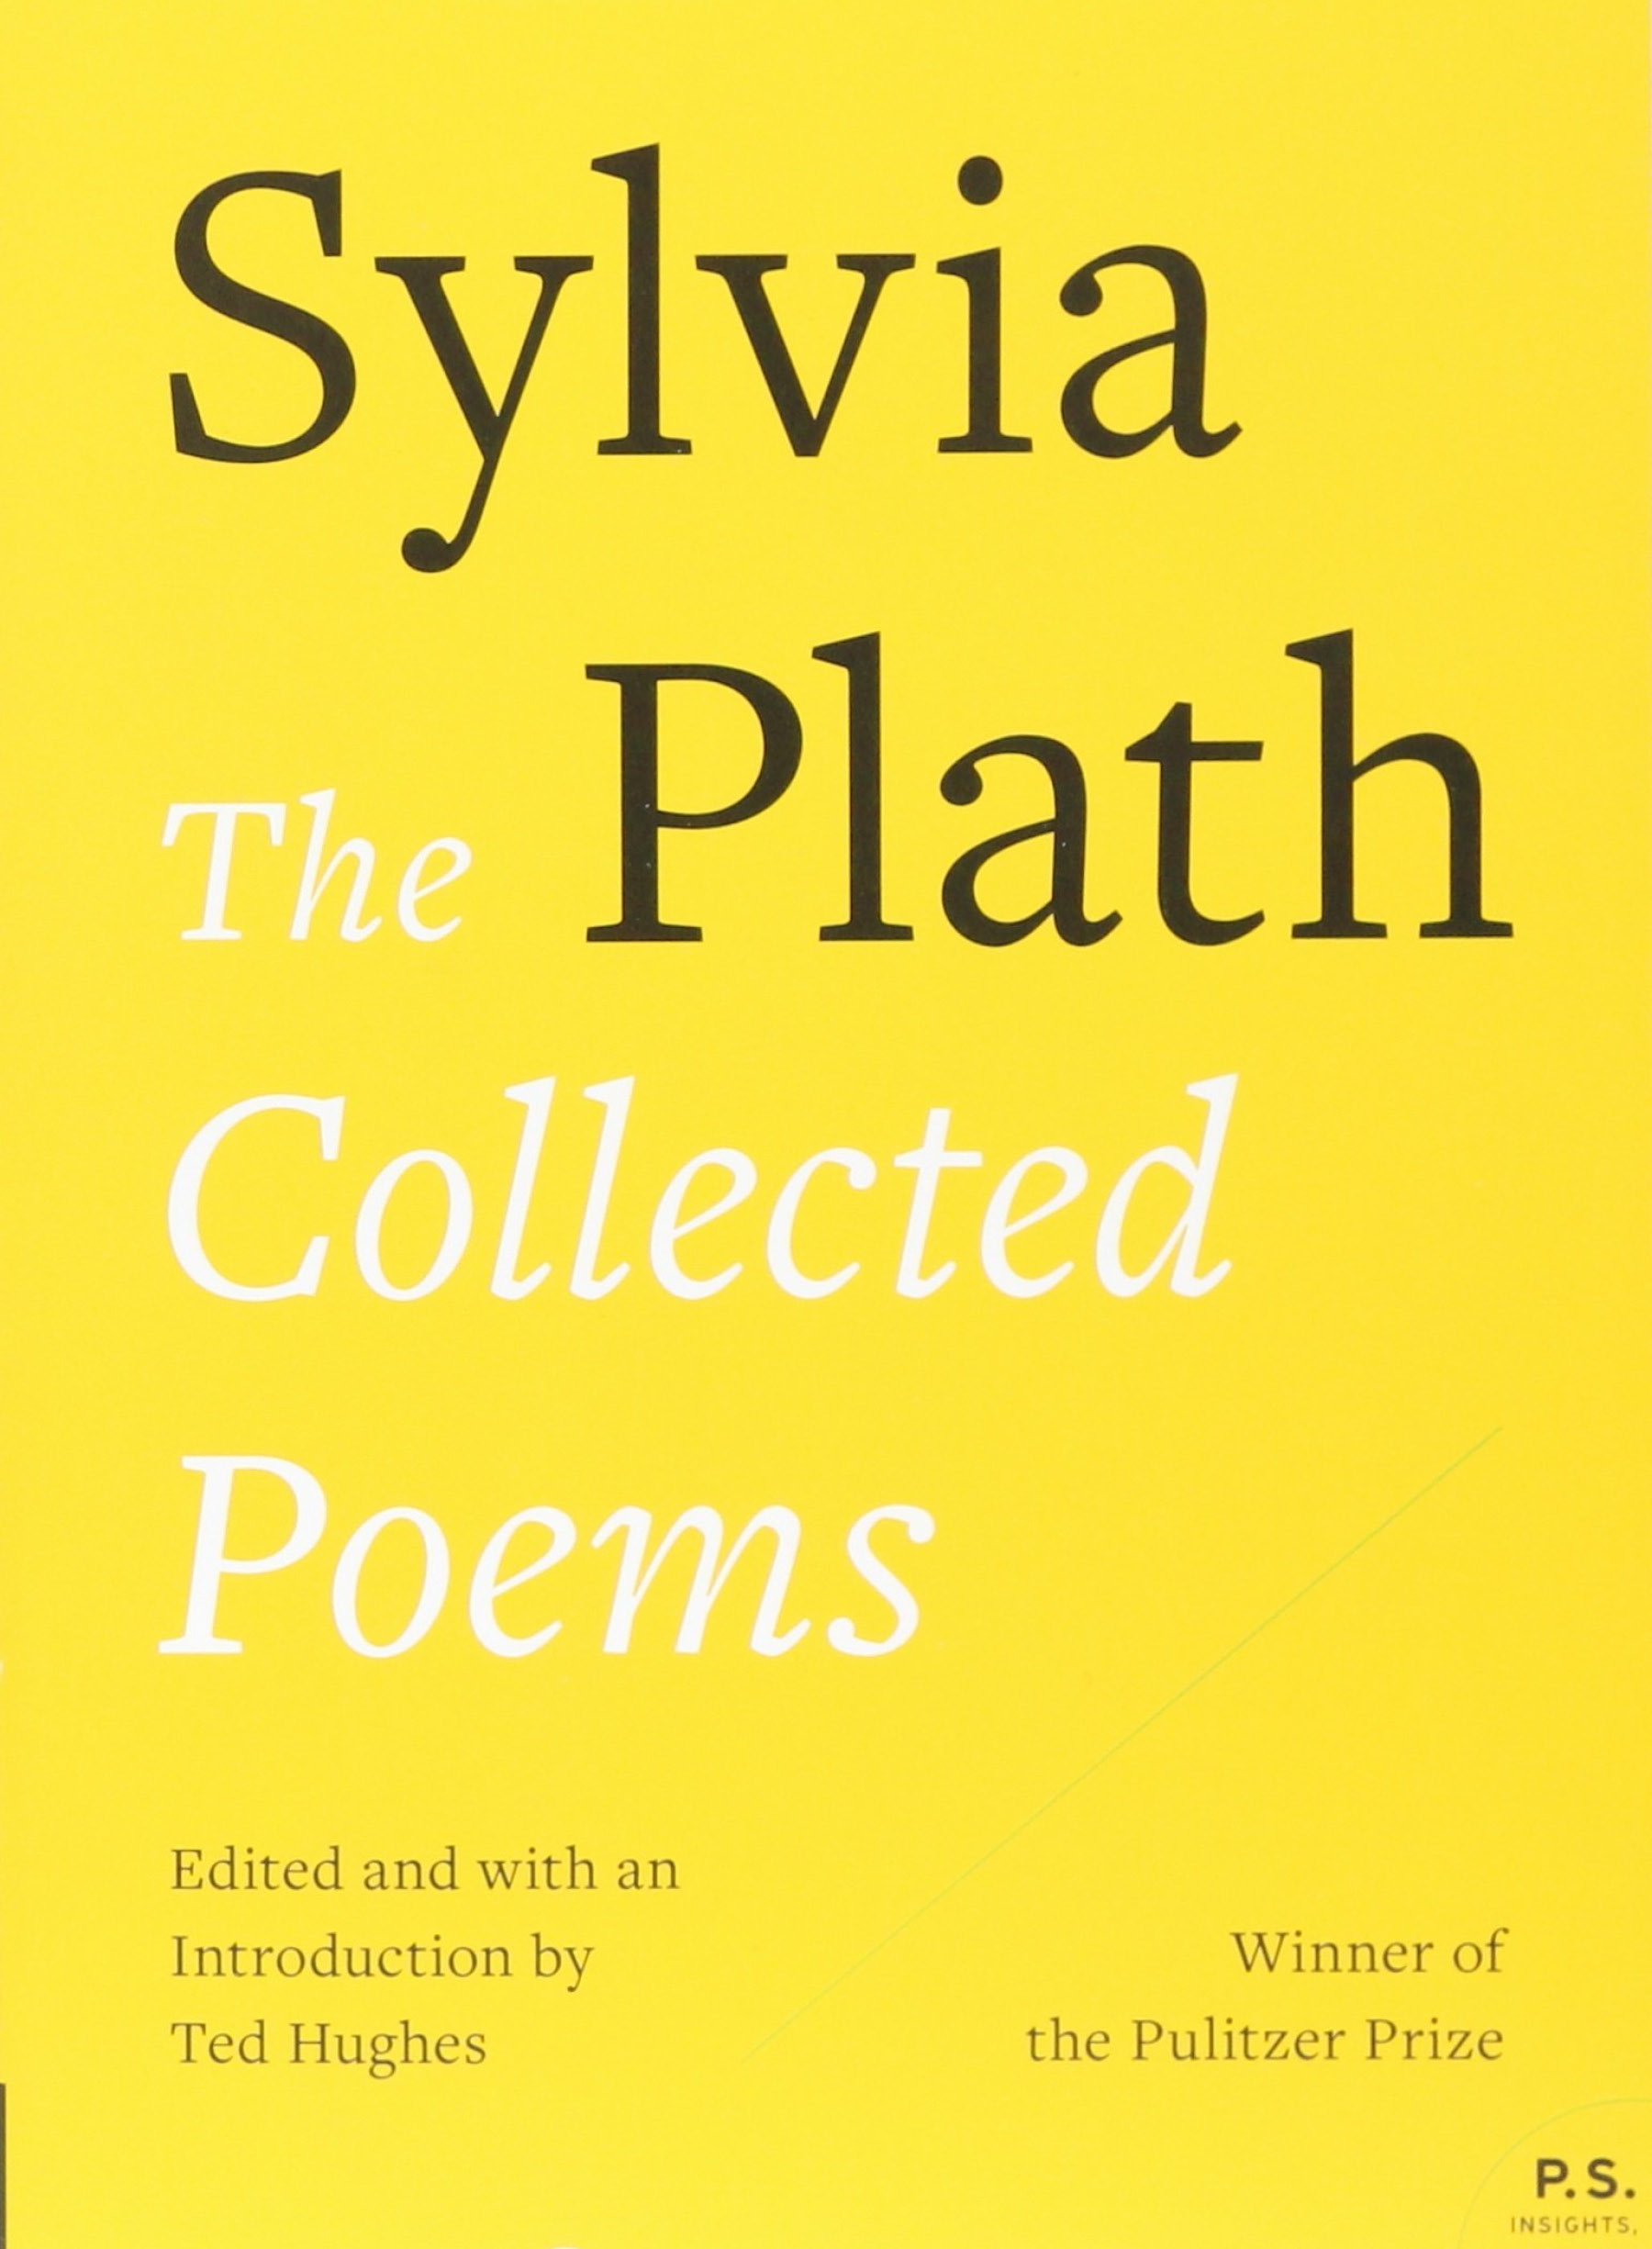 Sylvia
Plath
The
Collected
Poems
Edited and with an
Introduction by
Ted Hughes
Winner of
the Pulitzer Prize
P.S.
INSIGHTS,